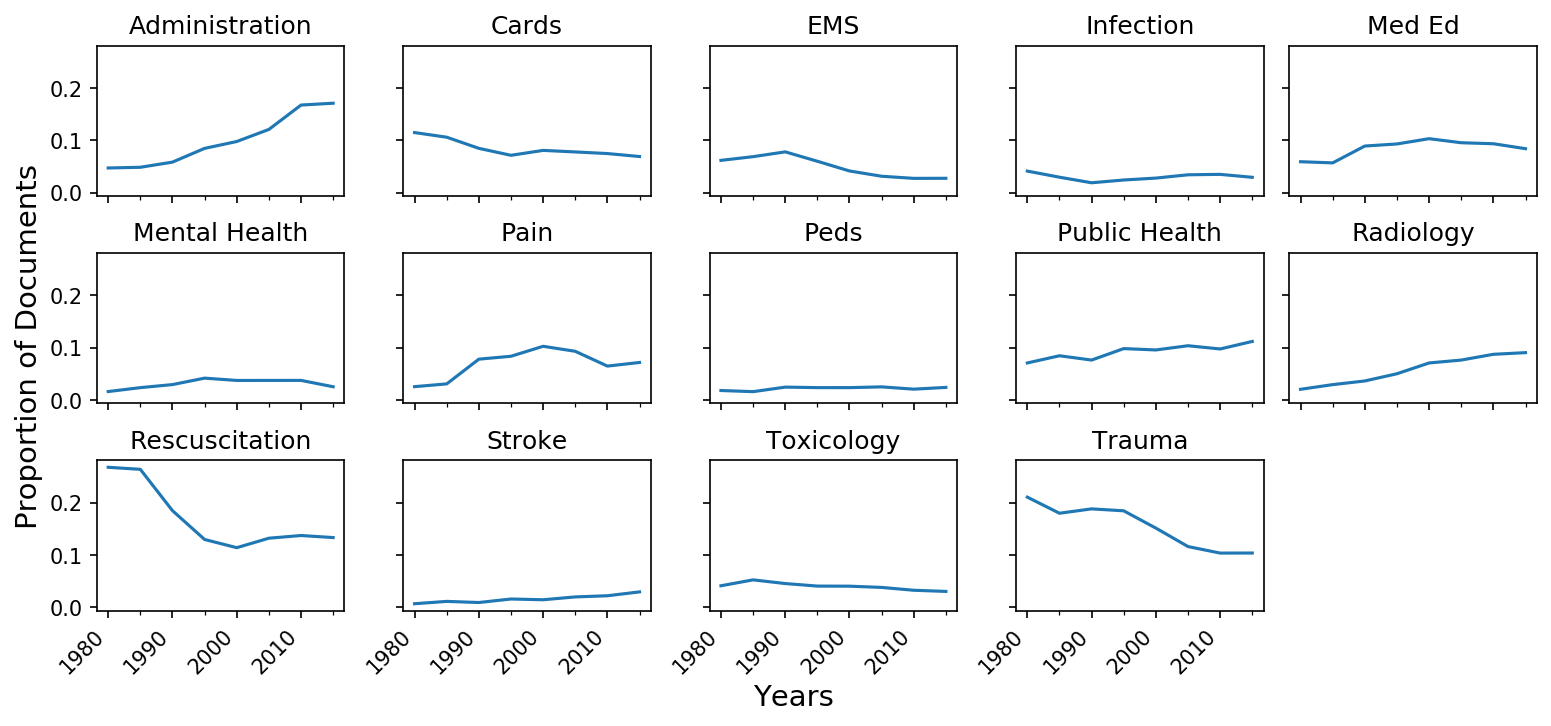 Administration Cards EMS Infection Med Ed
0.2
0.1
0.0
Mental Health Pain Peds Public Health Radiology
0.2
0.1
0.0
Rescuscitation Stroke Toxicology Trauma
0.2
0.1
0.0
1980 1990 2000 2010 1980 1990 2000 2010 1980 1990 2000 2010 1980 1990 2000 2010
Proportion of Documents
Years